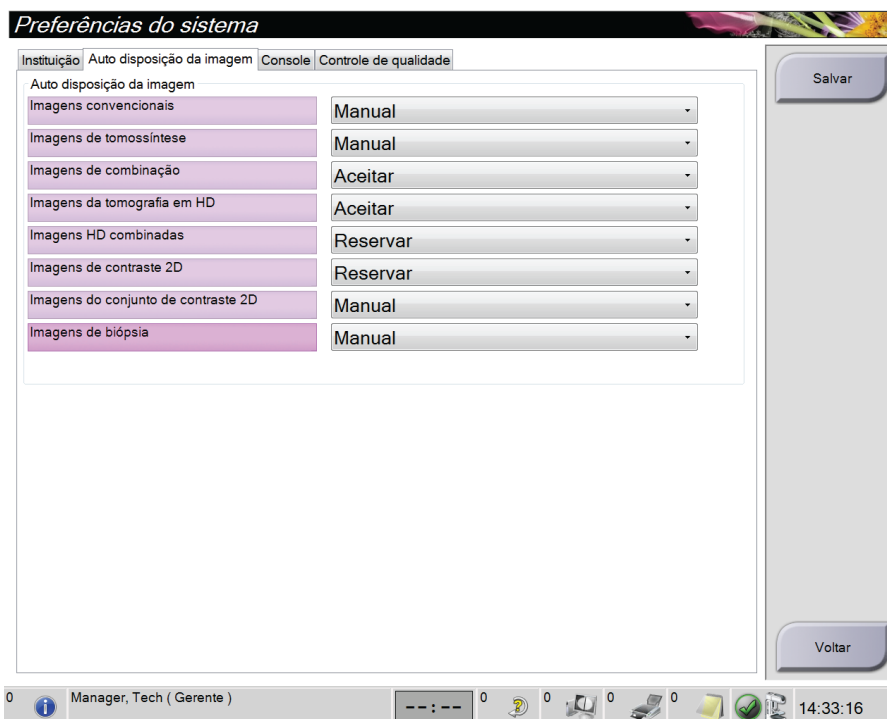 Preferências do sistema
Instituição Auto disposição da imagem Console Controle de qualidade
Salvar
Auto disposição da imagem
Imagens convencionais Manual
Imagens de tomossíntese Manual
Imagens de combinação Aceitar
Imagens da tomografia em HD Aceitar
Imagens HD combinadas Reservar
Imagens de contraste 2D Reservar
Imagens do conjunto de contraste 2D Manual
Imagens de biópsia Manual
Voltar
0 Manager, Tech ( Gerente ) --:-- 0 0 0 0 14:33:16